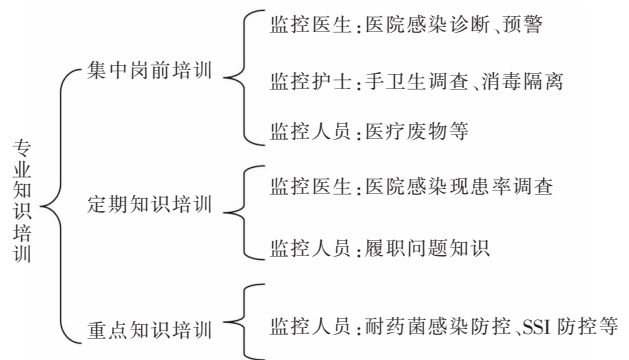 专业知识培训
集中岗前培训
监控医生:医院感染诊断、预警
监控护士:手卫生调查、消毒隔离
监控人员:医疗废物等
定期知识培训
监控医生:医院感染现患率调查
监控人员:履职问题知识
重点知识培训
监控人员:耐药菌感染防控、SSI 防控等